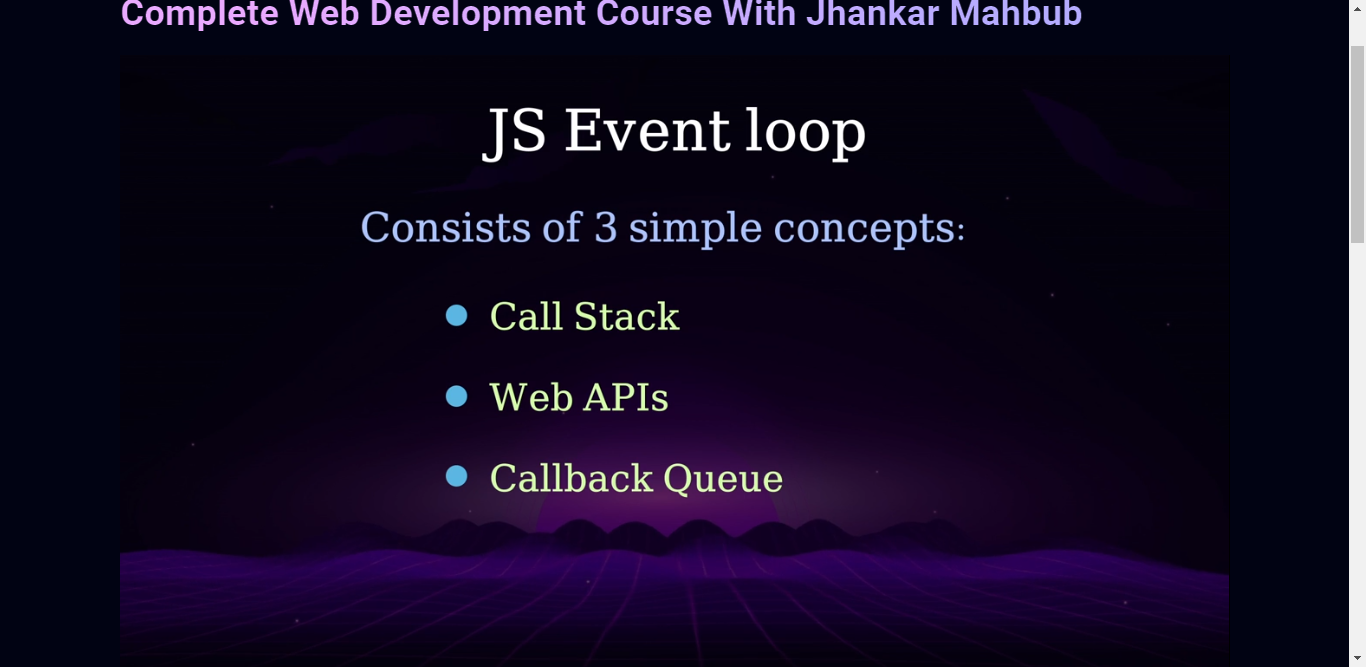 Complete Web Development Course With Jhankar Mahbub
JS Event loop
Consists of 3 simple concepts:
Call Stack
Web APIs
Callback Queue